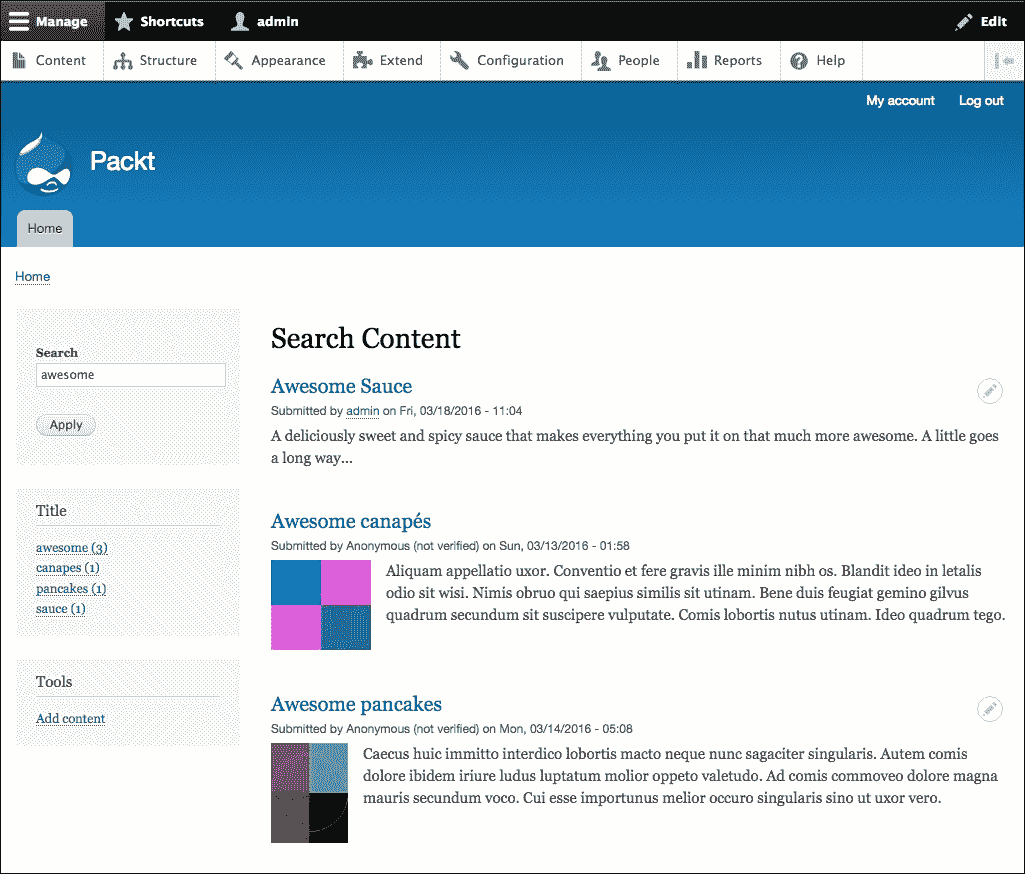 Manage Shortcuts admin Edit
Content Structure Appearance Extend Configuration People Reports Help
My account Log out
Packt
Home
Home
Search
awesome
Apply
Title
awesome (3)
canapes (1)
pancakes (1)
sauce (1)
Tools
Add content
Search Content
Awesome Sauce
Submitted by admin on Fri, 03/18/2016 - 11:04
A deliciously sweet and spicy sauce that makes everything you put it on that much more awesome. A little goes
a long way...
Awesome canapés
Submitted by Anonymous (not verified) on Sun, 03/13/2016 - 01:58
Aliquam appellatio uxor. Conventio et fere gravis ille minim nibh os. Blandit ideo in letalis
odio sit wisi. Nimis obruo qui saepius similis sit utinam. Bene duis feugiat gemino gilvus
quadrum secundum sit suscipere vulputate. Comis lobortis nutus utinam. Ideo quadrum tego.
Awesome pancakes
Submitted by Anonymous (not verified) on Mon, 03/14/2016 - 05:08
Caecus huic immitto interdico lobortis macto neque nunc sagaciter singularis. Autem comis
dolore ibidem iriure ludus luptatum molior oppeto valetudo. Ad comis commoveo dolore magna
mauris secundum voco. Cui esse importunus melior occuro singularis sino ut uxor vero.